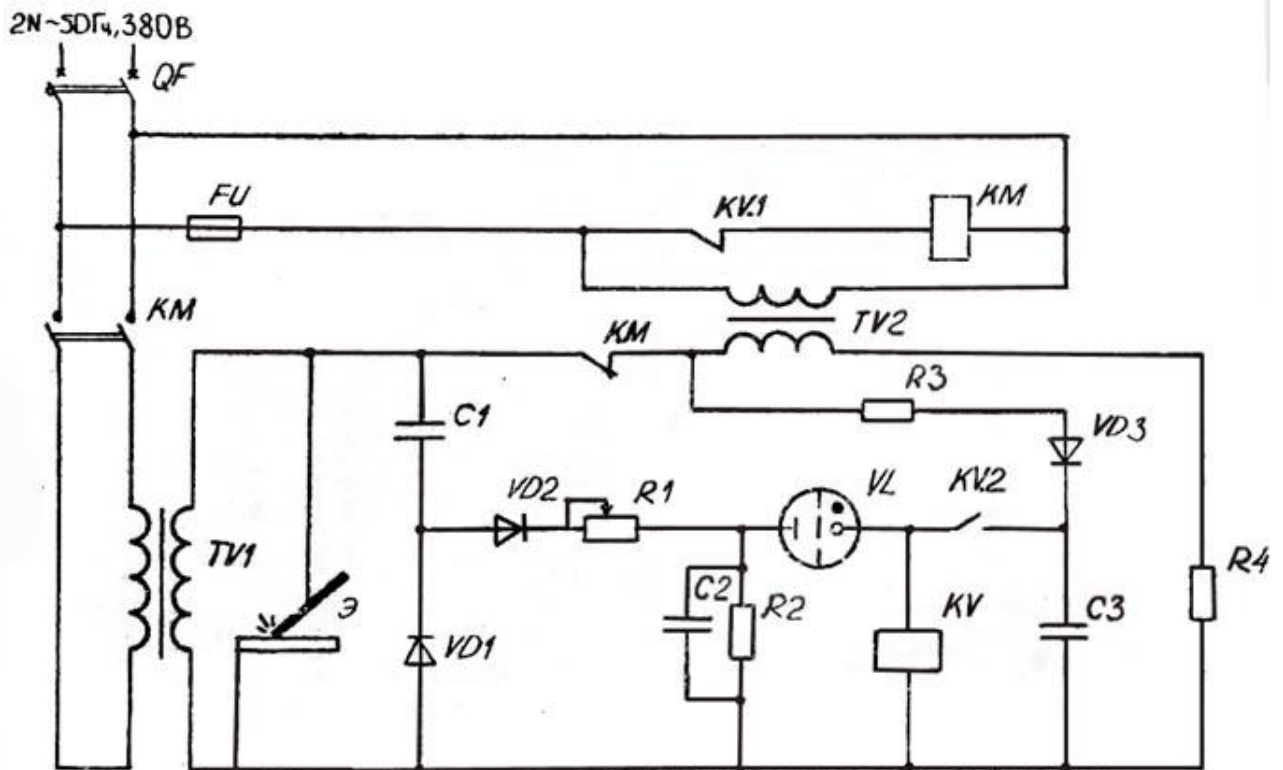 2N~50Гц, 380В
QF
FU
KV.1
KM
KM
KM
TV2
R3
C1
VD3
VD2
R1
VL
KV.2
TV1
Э
C2
R2
KV
C3
R4
VD1